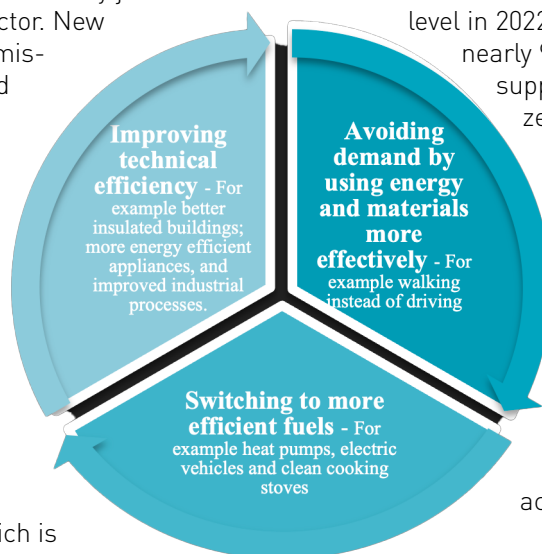 ctor. New
mis-
level in 2022
nearly 9
supp
ze
Improving
technical
efficiency - For
example better
insulated buildings;
more energy efficient
appliances, and
improved industrial
processes.
Avoiding
demand by
using energy
and materials
more
effectively - For
example walking
instead of driving
Switching to more
efficient fuels - For
example heat pumps, electric
vehicles and clean cooking
stoves
ich is